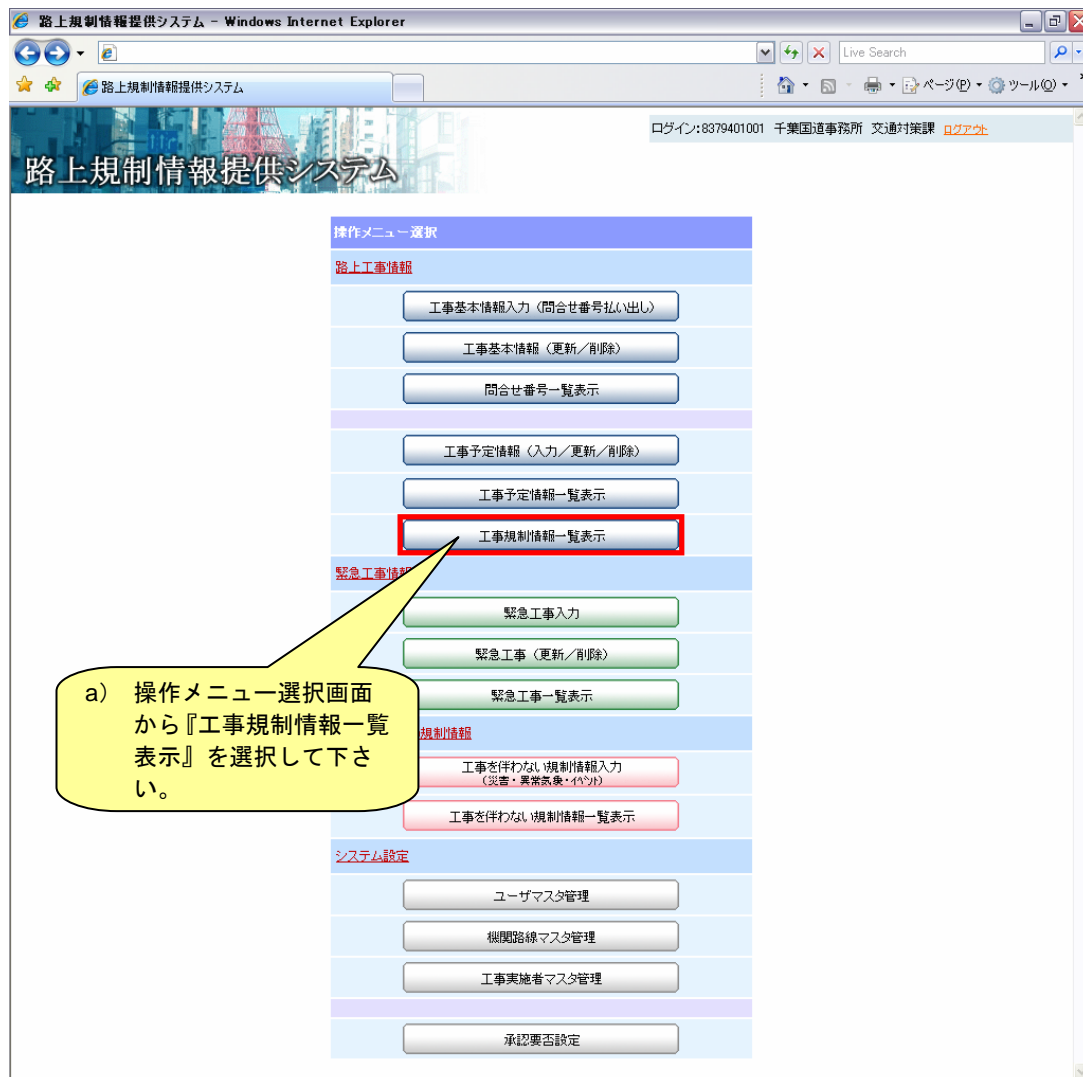 路上規制情報提供システム - Windows Internet Explorer
Live Search
路上規制情報提供システム
ページ(P)
ツール(O)
ログイン:8379401001 千葉国道事務所 交通対策課 ログアウト
路上規制情報提供システム
操作メニュー選択
路上工事情報
工事基本情報入力（問合せ番号払い出し）
工事基本情報（更新／削除）
問合せ番号一覧表示
工事予定情報（入力／更新／削除）
工事予定情報一覧表示
工事規制情報一覧表示
緊急工事情報
緊急工事入力
緊急工事（更新／削除）
緊急工事一覧表示
a) 操作メニュー選択画面
から『工事規制情報一覧
表示』を選択して下さ
い。
規制情報
工事を伴わない規制情報入力
（災害・異常気象・イベント）
工事を伴わない規制情報一覧表示
システム設定
ユーザマスタ管理
機関路線マスタ管理
工事実施者マスタ管理
承認要否設定